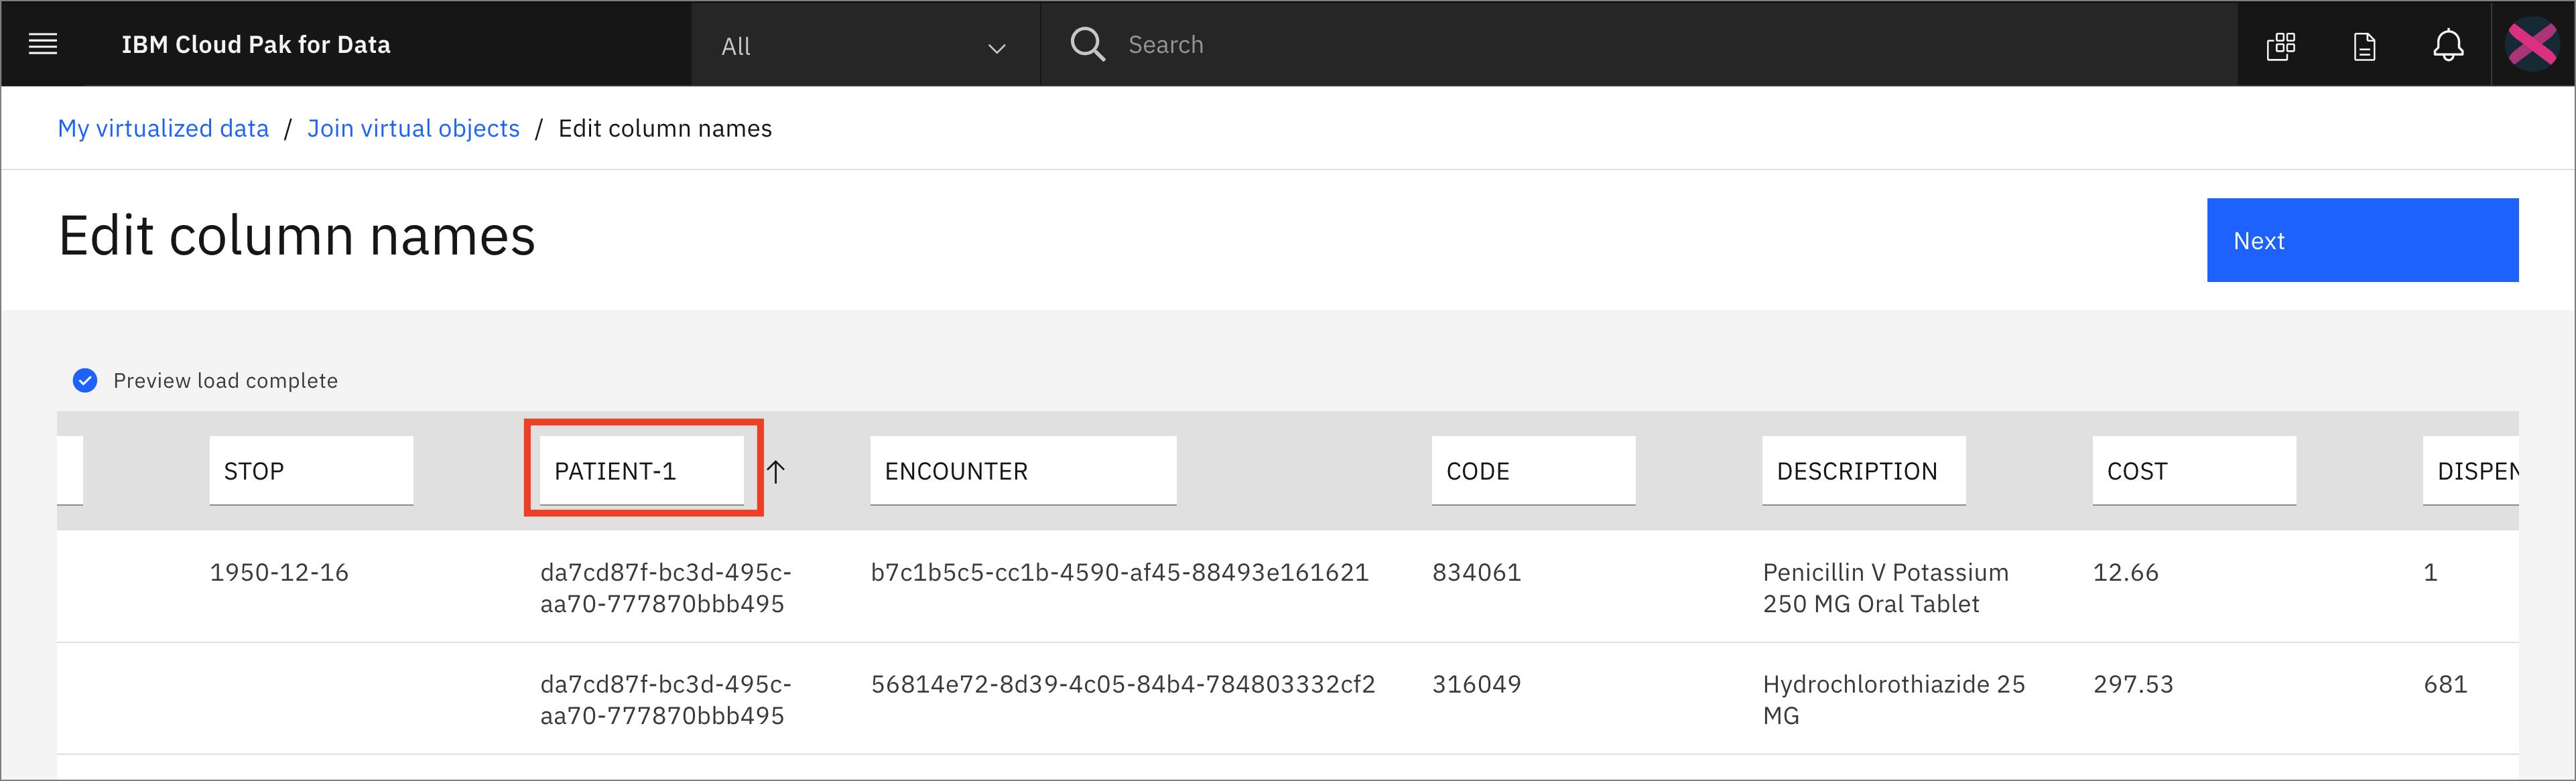 IBM Cloud Pak for Data All Search
My virtualized data / Join virtual objects / Edit column names
Edit column names
Next
Preview load complete
STOP PATIENT-1 ENCOUNTER CODE DESCRIPTION COST DISPEN
1950-12-16 da7cd87f-bc3d-495c- b7c1b5c5-cc1b-4590-af45-88493e161621 834061 Penicillin V Potassium 12.66 1
aa70-777870bbb495 250 MG Oral Tablet
da7cd87f-bc3d-495c- 56814e72-8d39-4c05-84b4-784803332cf2 316049 Hydrochlorothiazide 25 297.53 681
aa70-777870bbb495 MG